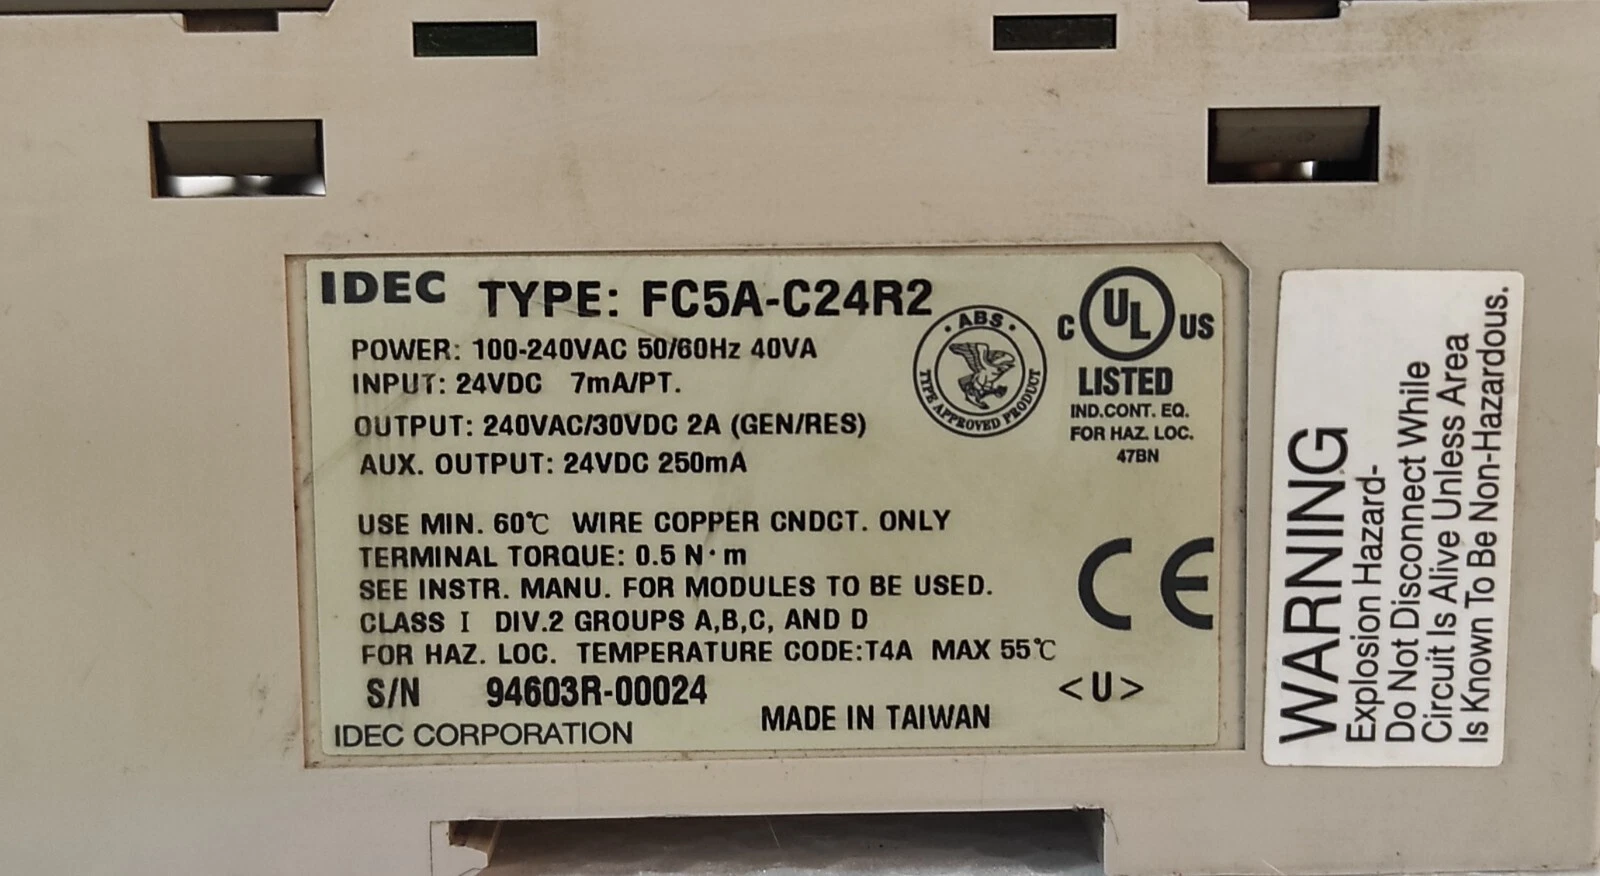 IDEC TYPE: FC5A-C24R2
POWER: 100-240VAC 50/60Hz 40VA
INPUT: 24VDC 7mA/PT.
OUTPUT: 240VAC/30VDC 2A (GEN/RES)
AUX. OUTPUT: 24VDC 250mA
USE MIN. 60℃ WIRE COPPER CNDCT. ONLY
TERMINAL TORQUE: 0.5 N·m
SEE INSTR. MANU. FOR MODULES TO BE USED.
CLASS I DIV.2 GROUPS A,B,C, AND D
FOR HAZ. LOC. TEMPERATURE CODE:T4A MAX 55℃
S/N 94603R-00024
IDEC CORPORATION
MADE IN TAIWAN
<U>
·ABS·
TYPE APPROVED PRODUCT
C UL US
LISTED
IND.CONT. EQ.
FOR HAZ. LOC.
47BN
CE
WARNING
Explosion Hazard-
Do Not Disconnect While
Circuit Is Alive Unless Area
Is Known To Be Non-Hazardous.